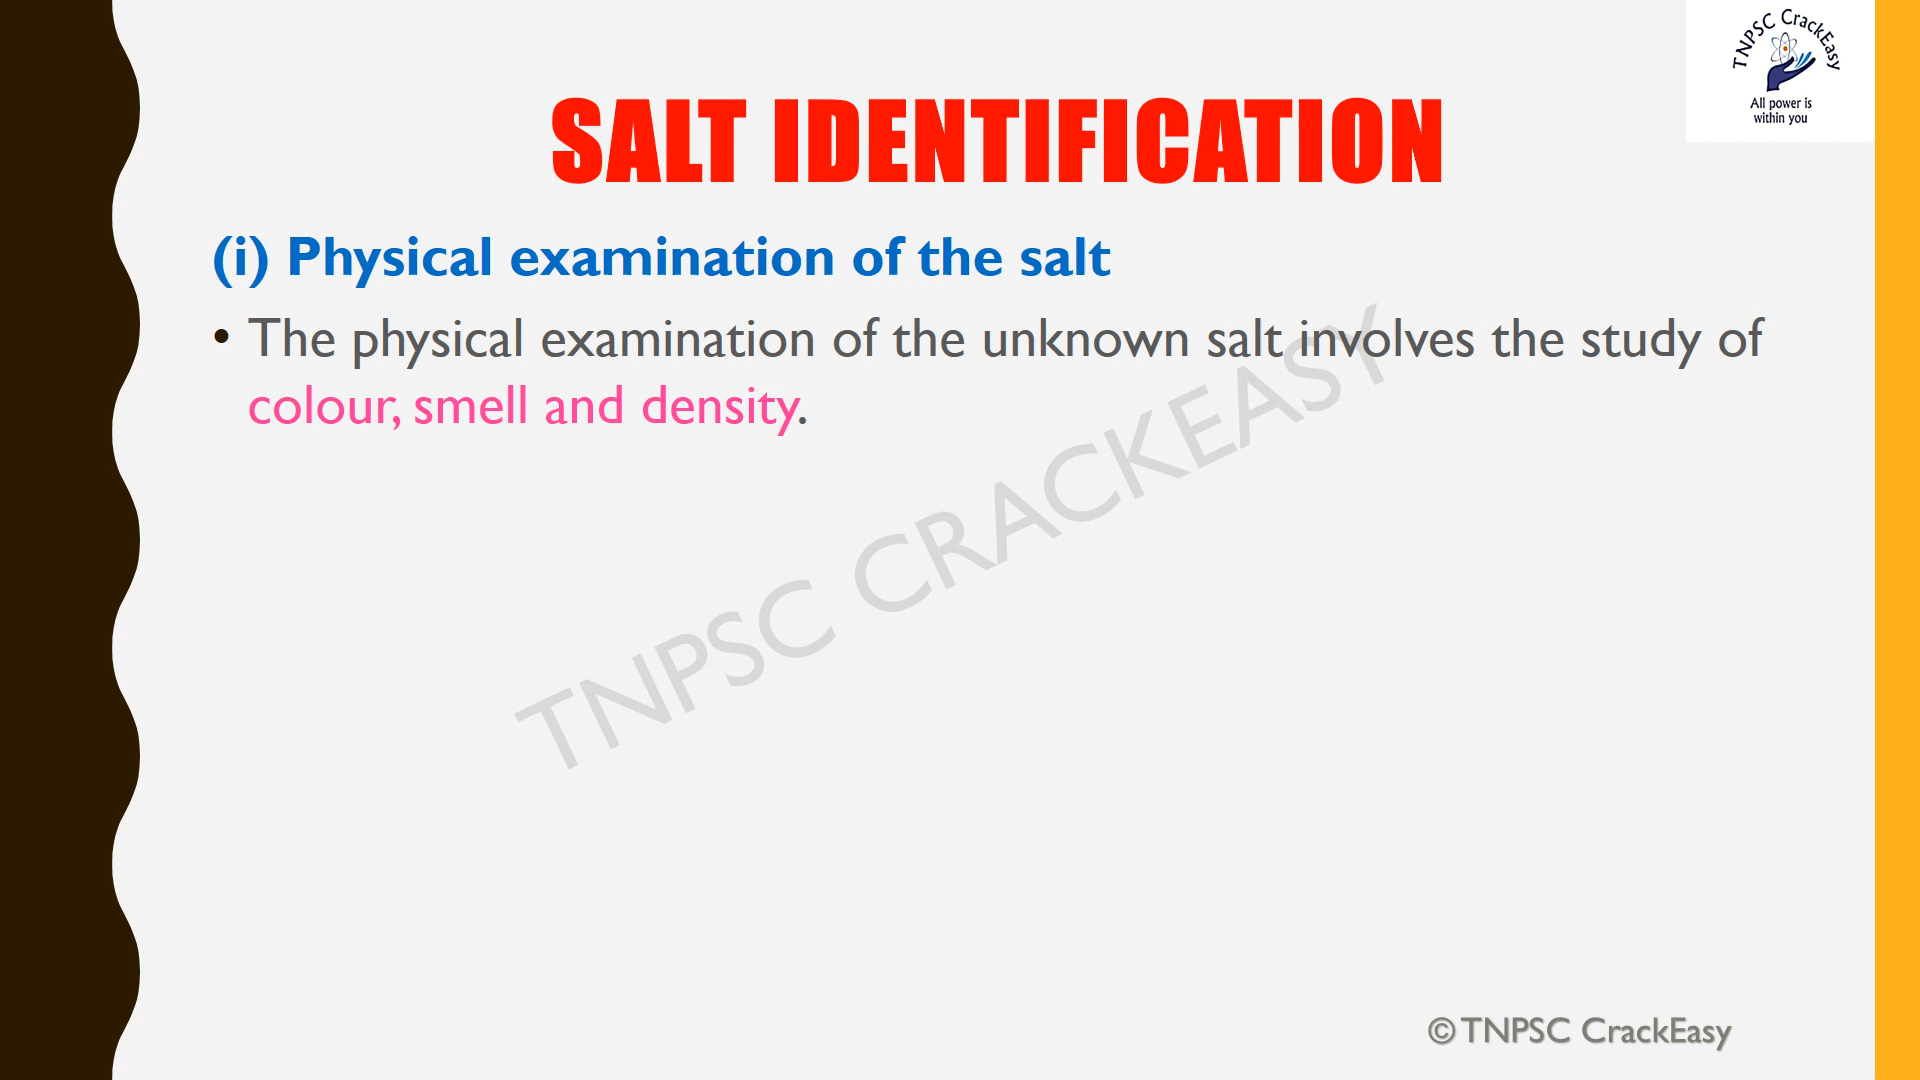 TNPSC CrackEasy
All power is
within you
SALT IDENTIFICATION
(i) Physical examination of the salt
• The physical examination of the unknown salt involves the study of
colour, smell and density.
TNPSC CRACKEASY
© TNPSC CrackEasy